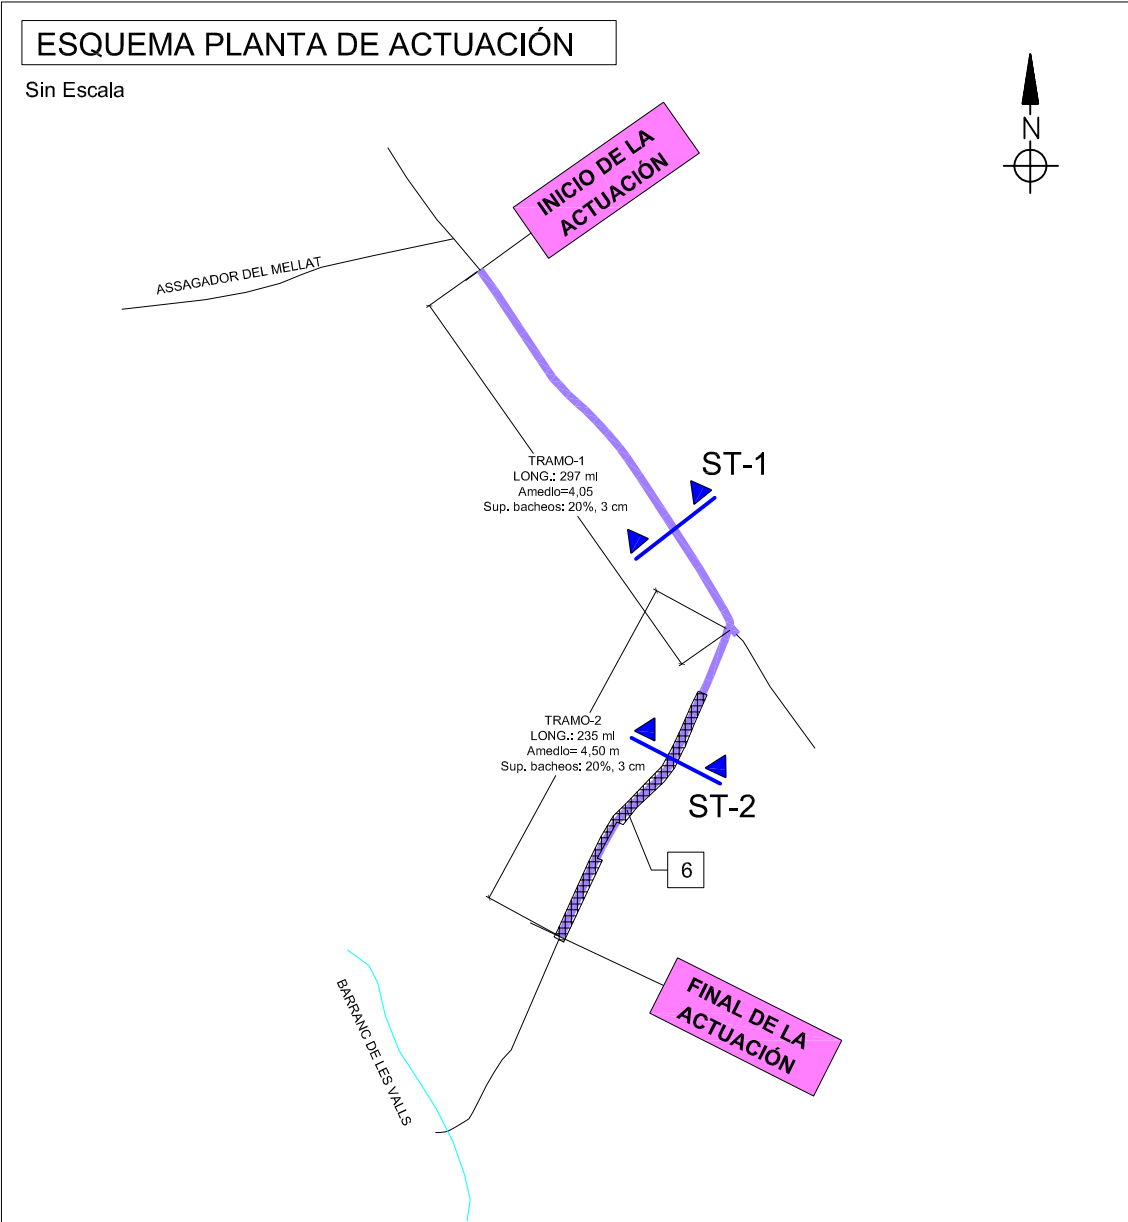 ESQUEMA PLANTA DE ACTUACIÓN
Sin Escala
N
INICIO DE LA
ACTUACIÓN
ASSAGADOR DEL MELLAT
TRAMO-1
LONG.: 297 ml
Amedio=4,05
Sup. bacheos: 20%, 3 cm
ST-1
TRAMO-2
LONG.: 235 ml
Amedio= 4,50 m
Sup. bacheos: 20%, 3 cm
ST-2
6
FINAL DE LA
ACTUACIÓN
BARRANC DE LES VALLS